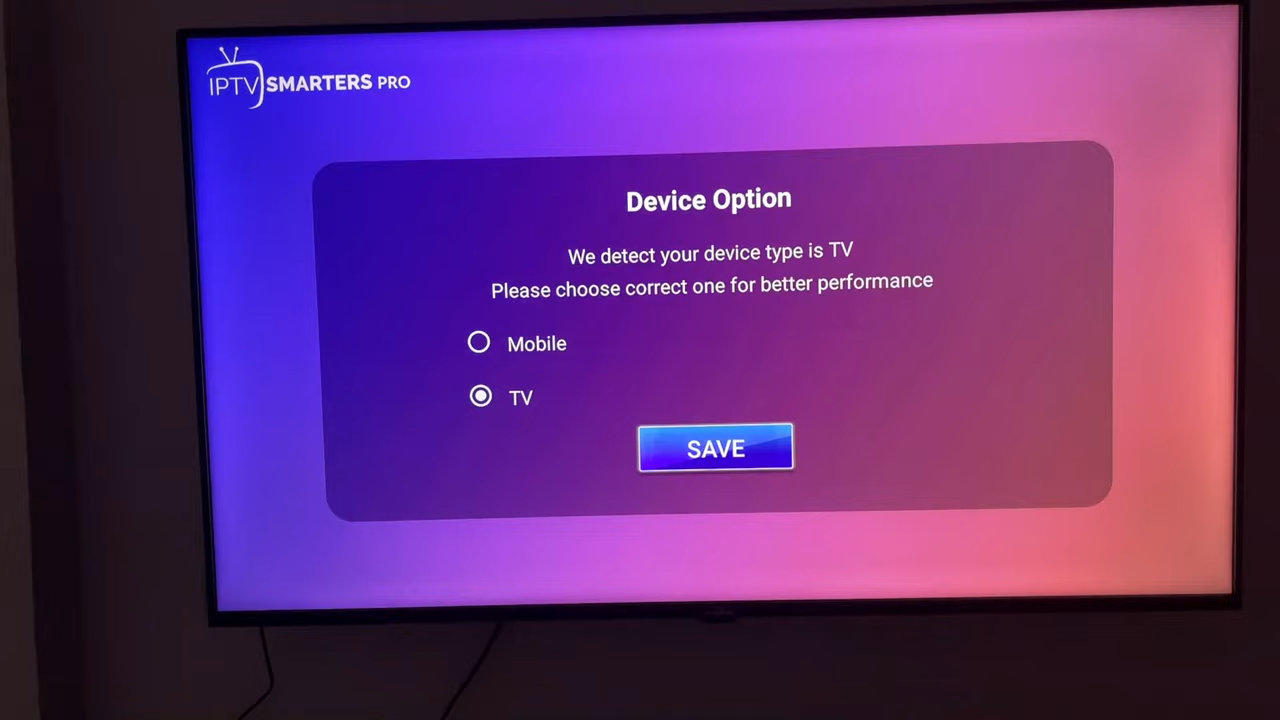 IPTV SMARTERS PRO
Device Option
We detect your device type is TV
Please choose correct one for better performance
Mobile
TV
SAVE